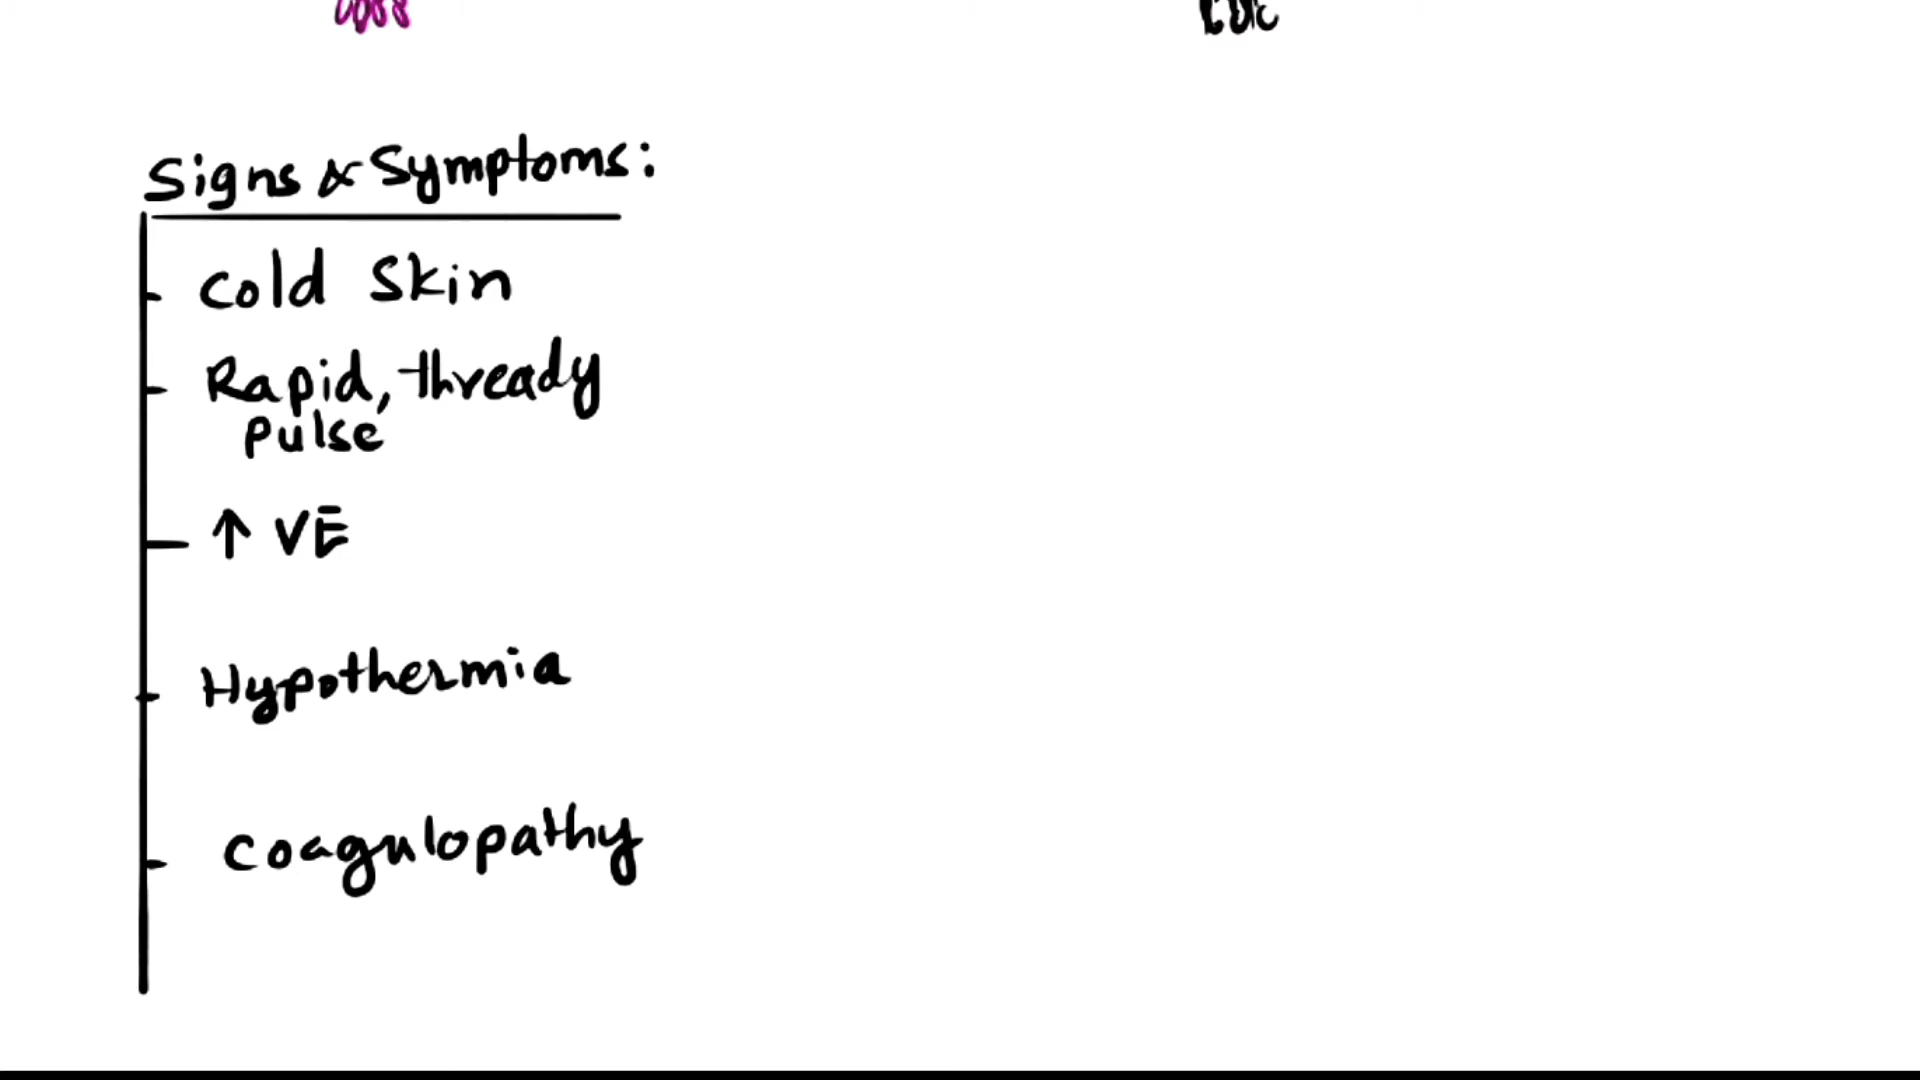 Signs & Symptoms:
Cold Skin
Rapid, thready
pulse
↑ VE
Hypothermia
Coagulopathy